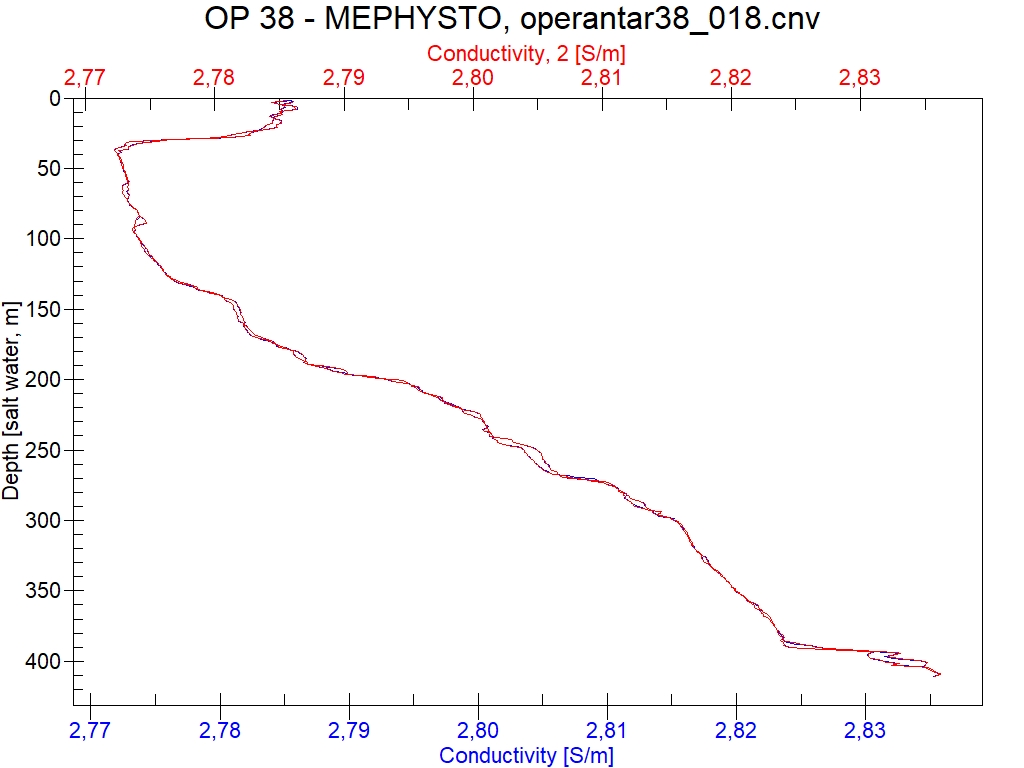 OP 38 - MEPHYSTO, operantar38_018.cnv
Conductivity, 2 [S/m]
2,77 2,78 2,79 2,80 2,81 2,82 2,83
0
50
100
150
200
250
300
350
400
Depth [salt water, m]
2,77 2,78 2,79 2,80 2,81 2,82 2,83
Conductivity [S/m]